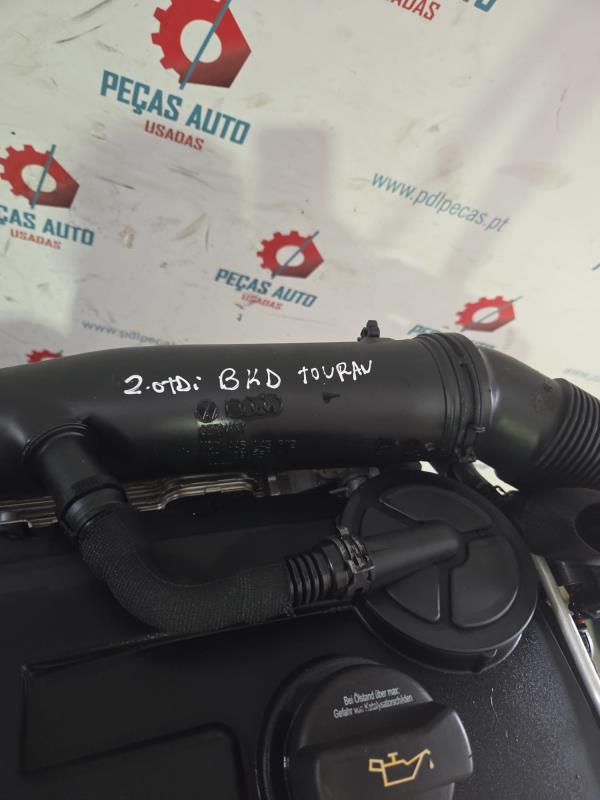 PEÇAS AUTO
USADAS
PEÇAS AUTO
USADAS
www.pdlpecas.pt
PEÇAS AUTO
USADAS
www.pdlpecas.pt
2.0TDi BKD TOURAN
Bei Ölstand über max:
Gefahr von Katalysatorschäden